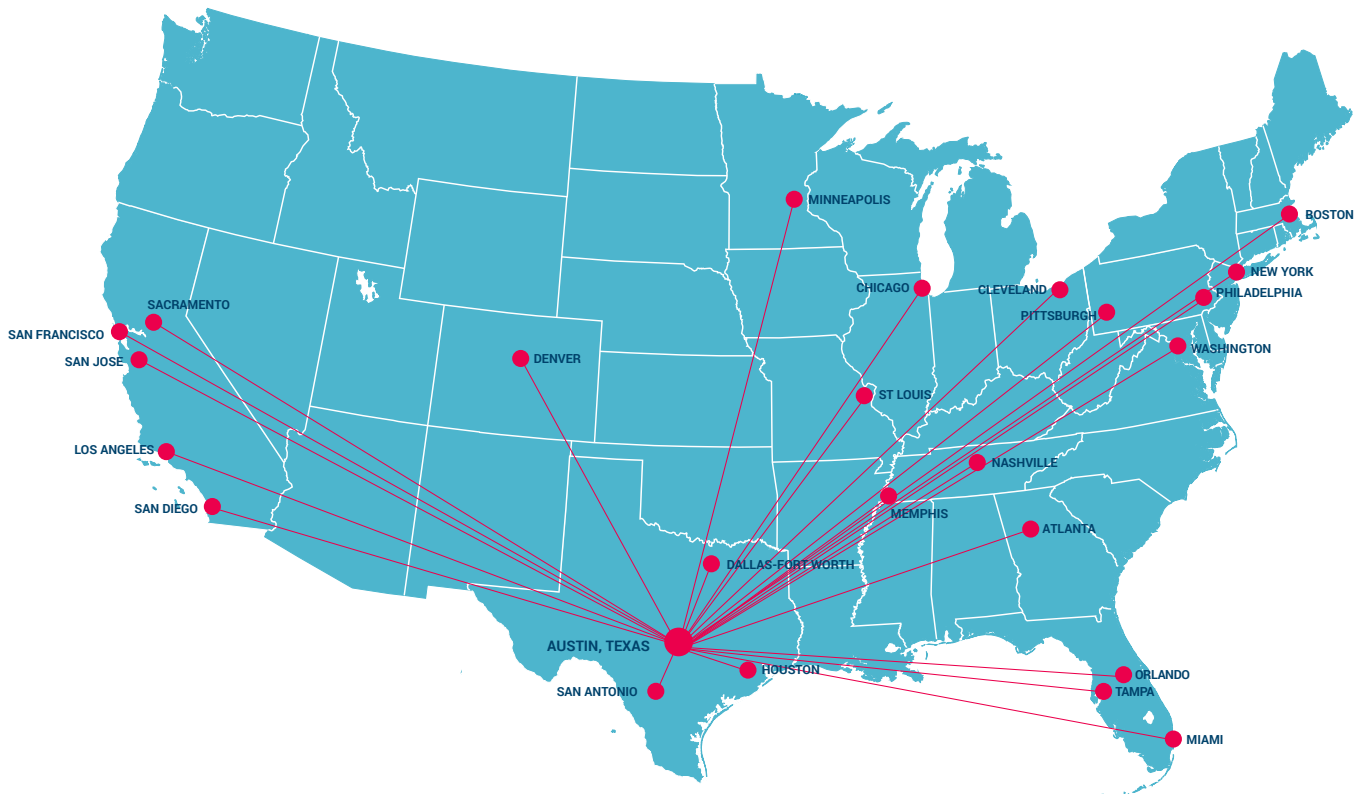 MINNEAPOLIS
BOSTON
NEW YORK
CHICAGO
CLEVELAND
PHILADELPHIA
SACRAMENTO
PITTSBURGH
SAN FRANCISCO
WASHINGTON
SAN JOSE
DENVER
ST LOUIS
LOS ANGELES
NASHVILLE
SAN DIEGO
MEMPHIS
ATLANTA
DALLAS-FORT WORTH
AUSTIN, TEXAS
HOUSTON
ORLANDO
SAN ANTONIO
TAMPA
MIAMI